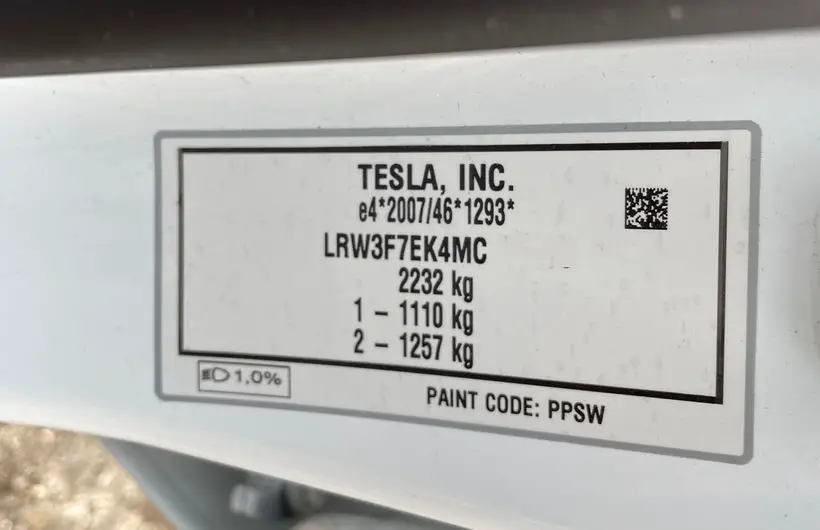 TESLA, INC.
e4*2007/46*1293*
LRW3F7EK4MC
2232 kg
1 – 1110 kg
2 – 1257 kg
1.0%
PAINT CODE: PPSW